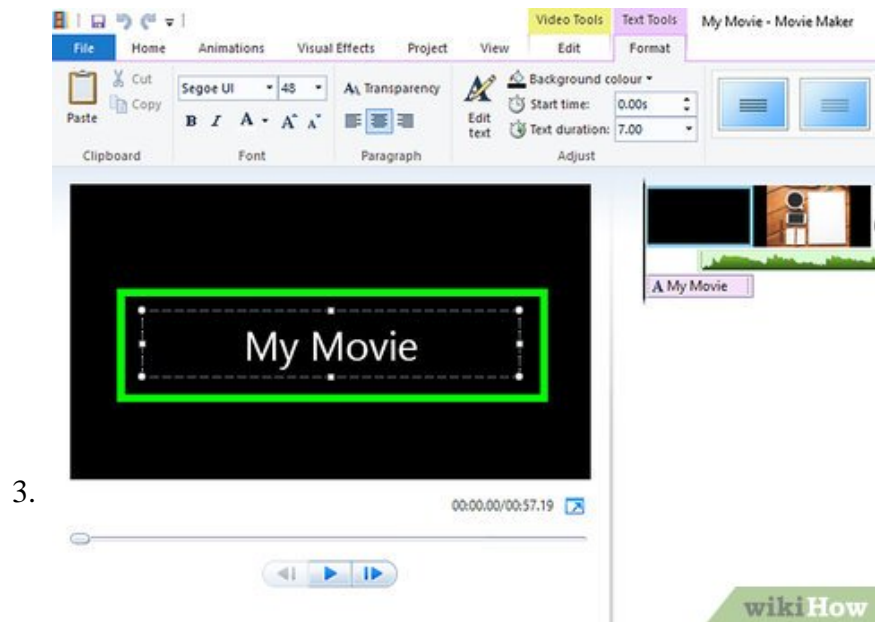 Video Tools Text Tools My Movie - Movie Maker
File Home Animations Visual Effects Project View Edit Format
Paste
Cut
Copy
Clipboard
Segoe UI 48
B I A A A
Font
A Transparency
Paragraph
Edit
text
Background colour
Start time: 0.00s
Text duration: 7.00
Adjust
My Movie
A My Movie
3.
00:00.00/00:57.19
wikiHow